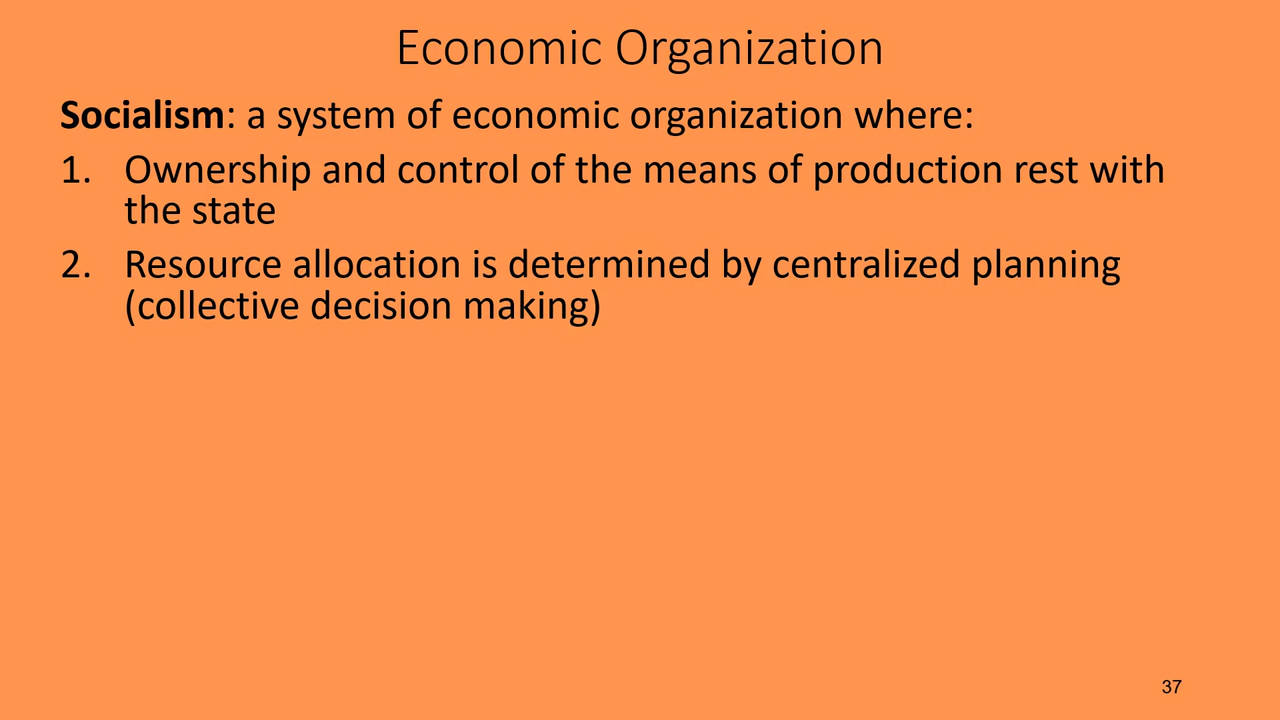 Economic Organization
Socialism: a system of economic organization where:
1. Ownership and control of the means of production rest with
the state
2. Resource allocation is determined by centralized planning
(collective decision making)
37